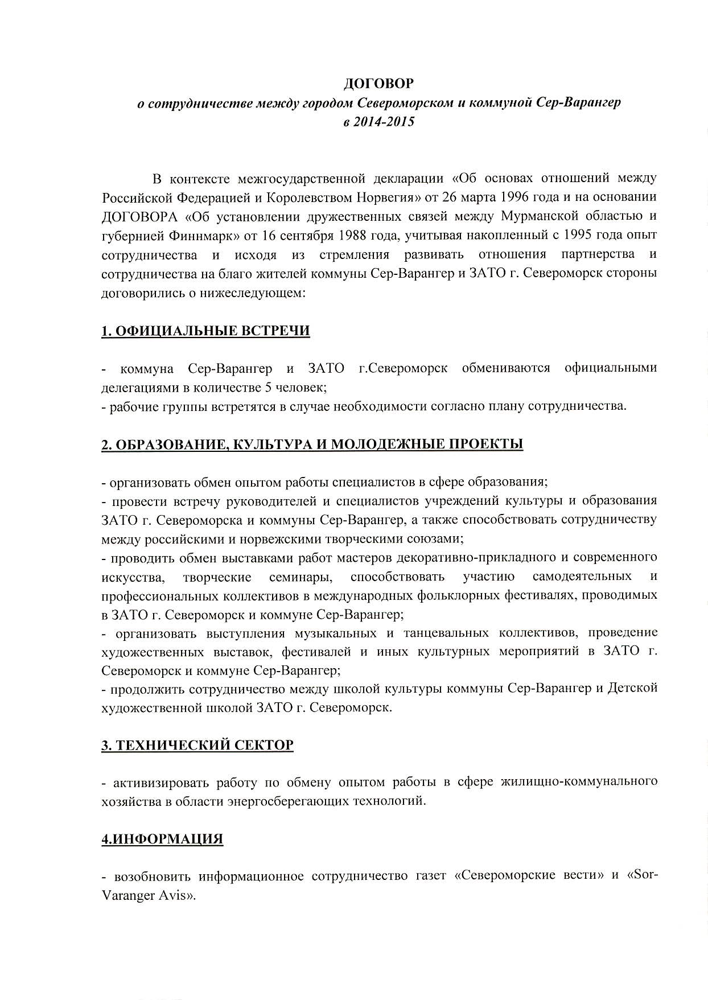 ДОГОВОР
о сотрудничестве между городом Североморском и коммуной Сер-Варангер
в 2014-2015
В контексте межгосударственной декларации «Об основах отношений между
Российской Федерацией и Королевством Норвегия» от 26 марта 1996 года и на основании
ДОГОВОРА «Об установлении дружественных связей между Мурманской областью и
губернией Финнмарк» от 16 сентября 1988 года, учитывая накопленный с 1995 года опыт
сотрудничества и исходя из стремления развивать отношения партнерства и
сотрудничества на благо жителей коммуны Сер-Варангер и ЗАТО г. Североморск стороны
договорились о нижеследующем:
1. ОФИЦИАЛЬНЫЕ ВСТРЕЧИ
- коммуна Сер-Варангер и ЗАТО г.Североморск обмениваются официальными
делегациями в количестве 5 человек;
- рабочие группы встретятся в случае необходимости согласно плану сотрудничества.
2. ОБРАЗОВАНИЕ, КУЛЬТУРА И МОЛОДЕЖНЫЕ ПРОЕКТЫ
- организовать обмен опытом работы специалистов в сфере образования;
- провести встречу руководителей и специалистов учреждений культуры и образования
ЗАТО г. Североморска и коммуны Сер-Варангер, а также способствовать сотрудничеству
между российскими и норвежскими творческими союзами;
- проводить обмен выставками работ мастеров декоративно-прикладного и современного
искусства, творческие семинары, способствовать участию самодеятельных и
профессиональных коллективов в международных фольклорных фестивалях, проводимых
в ЗАТО г. Североморск и коммуне Сер-Варангер;
- организовать выступления музыкальных и танцевальных коллективов, проведение
художественных выставок, фестивалей и иных культурных мероприятий в ЗАТО г.
Североморск и коммуне Сер-Варангер;
- продолжить сотрудничество между школой культуры коммуны Сер-Варангер и Детской
художественной школой ЗАТО г. Североморск.
3. ТЕХНИЧЕСКИЙ СЕКТОР
- активизировать работу по обмену опытом работы в сфере жилищно-коммунального
хозяйства в области энергосберегающих технологий.
4.ИНФОРМАЦИЯ
- возобновить информационное сотрудничество газет «Североморские вести» и «Sor-
Varanger Avis».